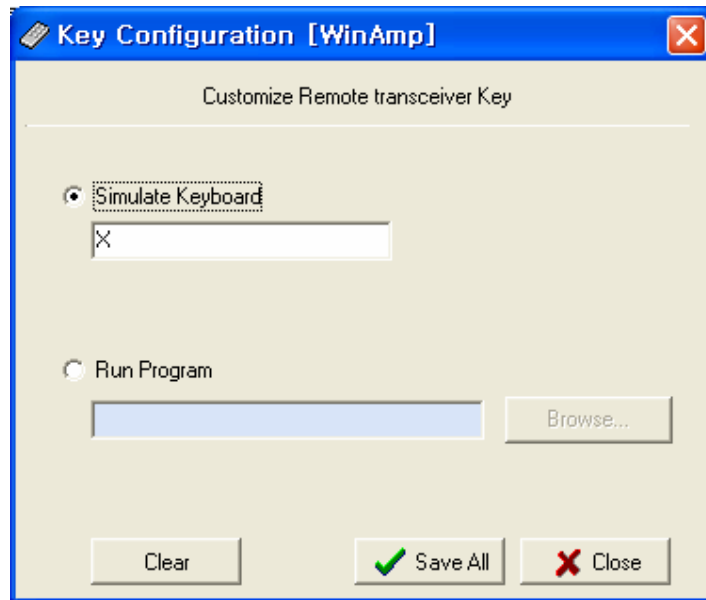 Key Configuration [WinAmp]
Customize Remote transceiver Key
Simulate Keyboard
X
Run Program
Browse...
Clear
Save All
Close